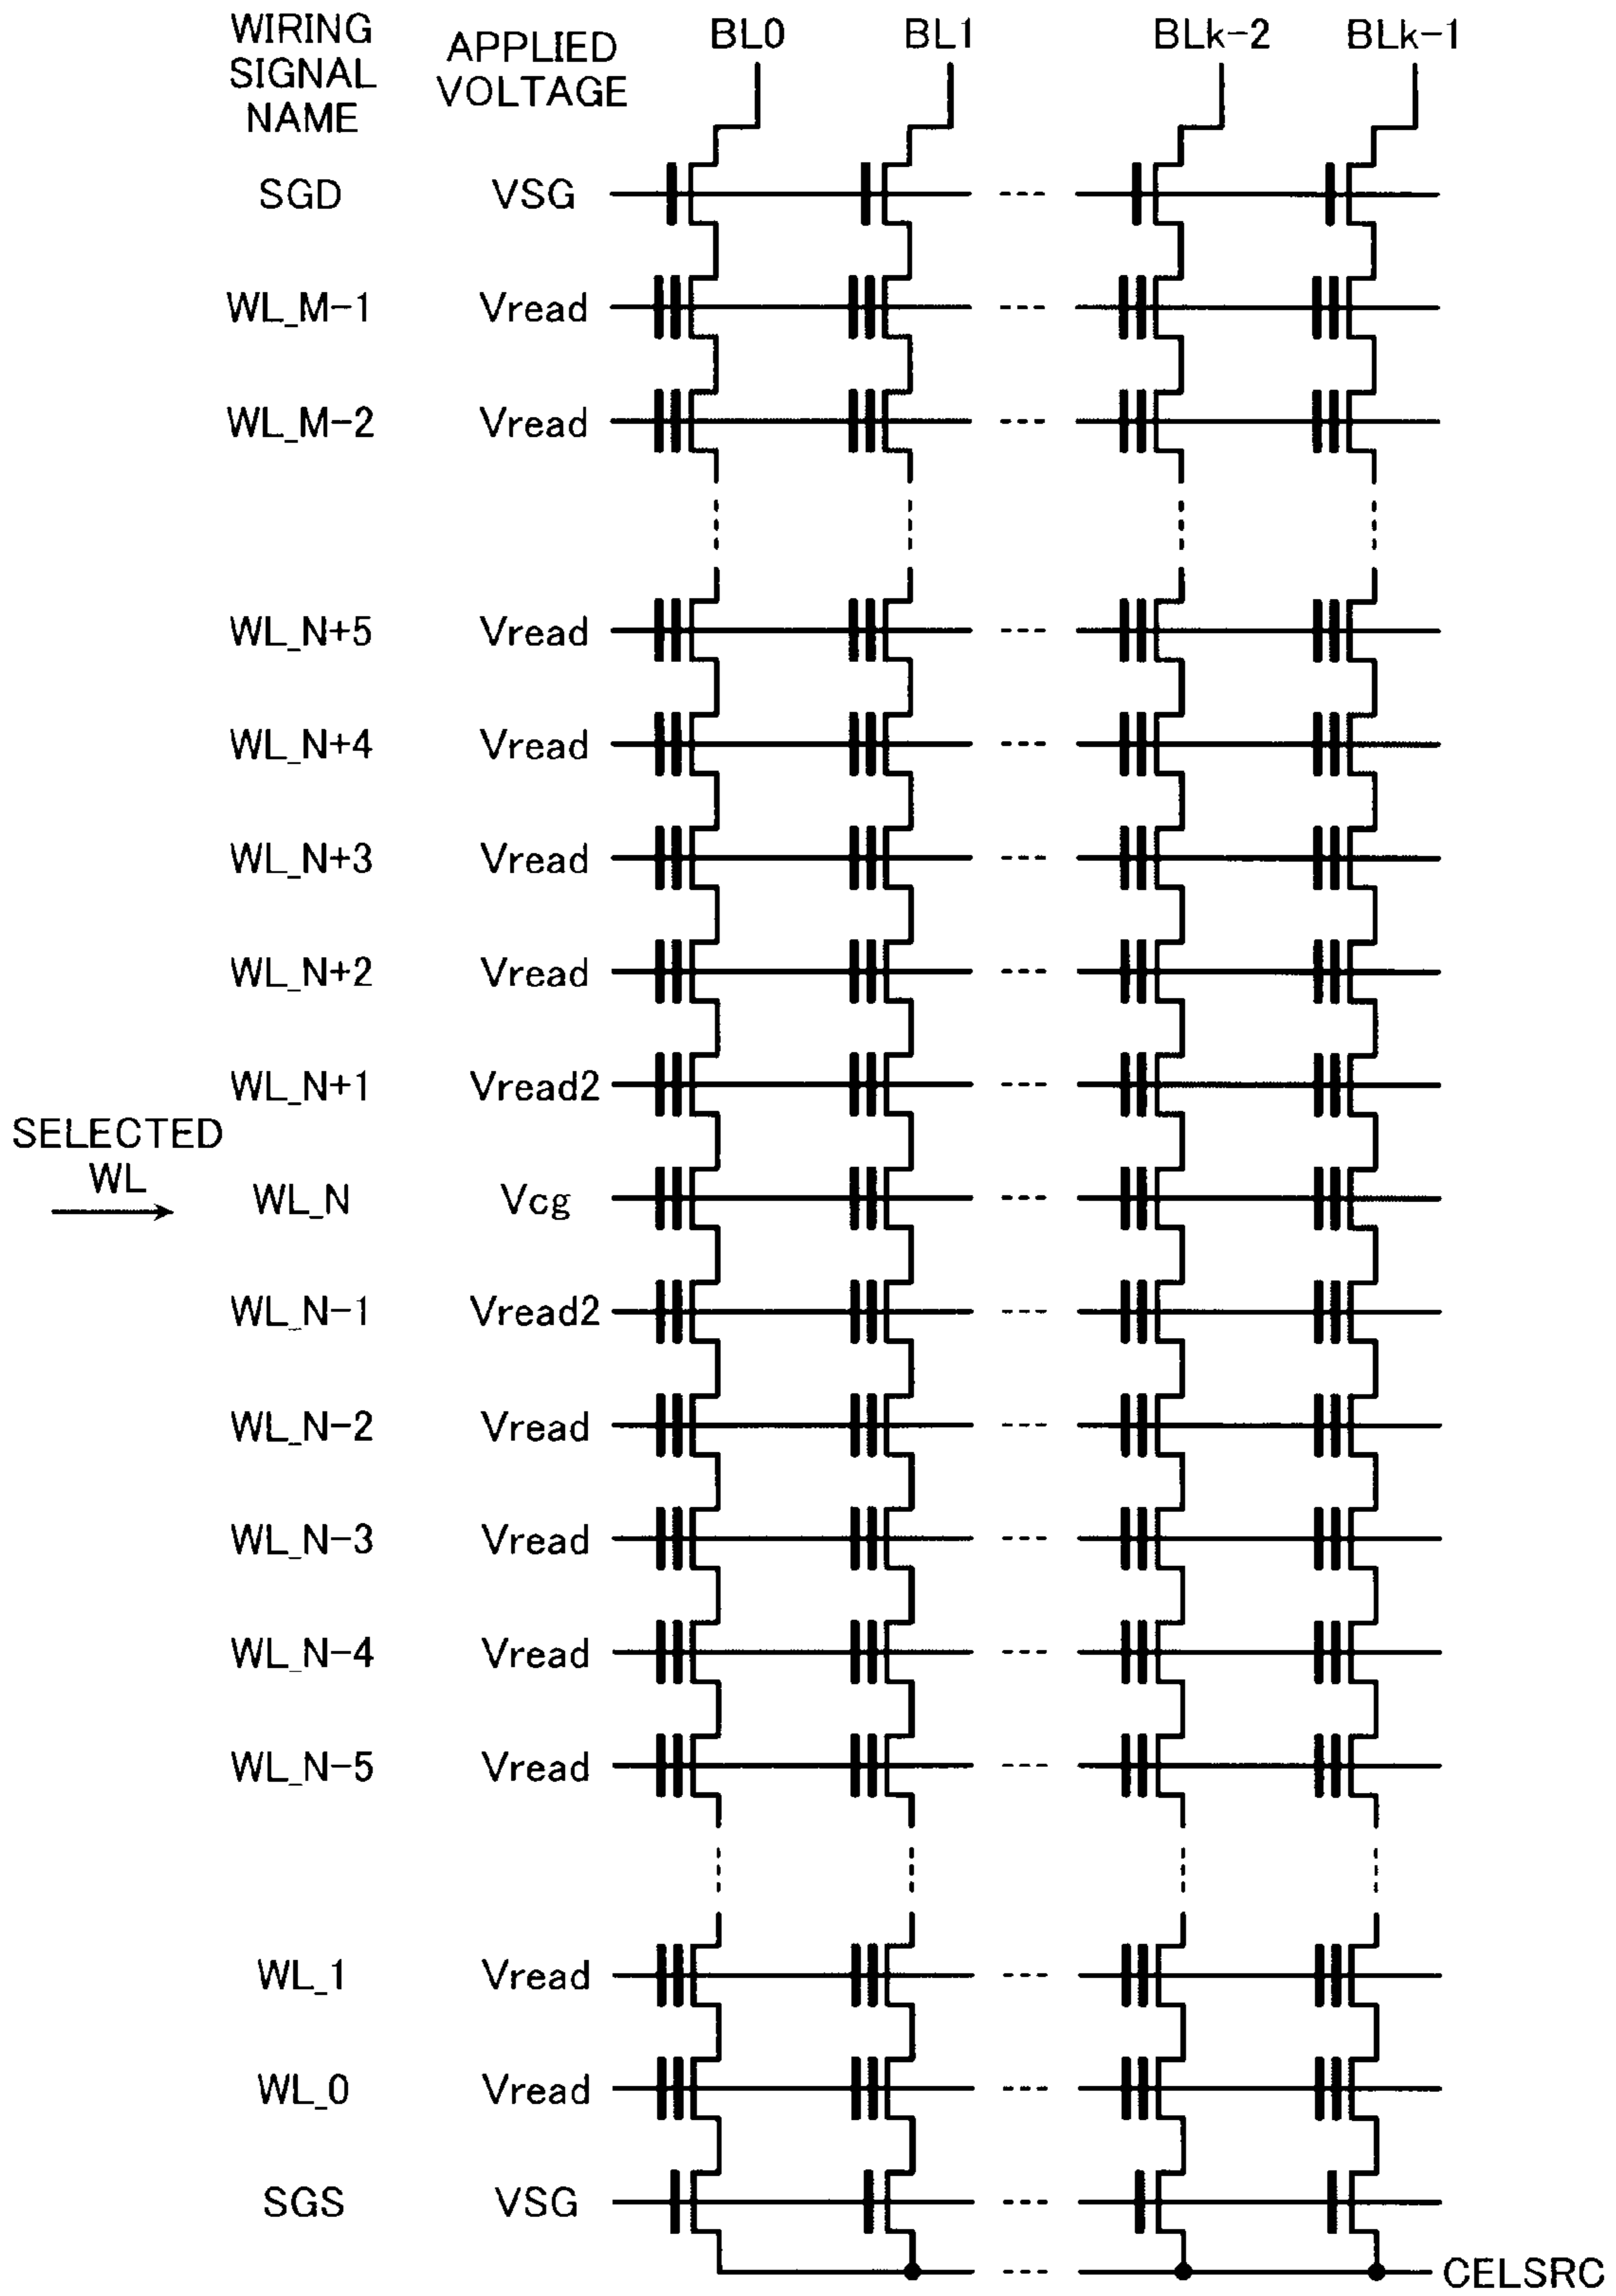 WIRING
SIGNAL
NAME
APPLIED
VOLTAGE
BL0 BL1 BLk-2 BLk-1
SGD VSG
WL_M-1 Vread
WL_M-2 Vread
WL_N+5 Vread
WL_N+4 Vread
WL_N+3 Vread
WL_N+2 Vread
WL_N+1 Vread2
SELECTED
WL
WL_N Vcg
WL_N-1 Vread2
WL_N-2 Vread
WL_N-3 Vread
WL_N-4 Vread
WL_N-5 Vread
WL_1 Vread
WL_0 Vread
SGS VSG
CELSRC